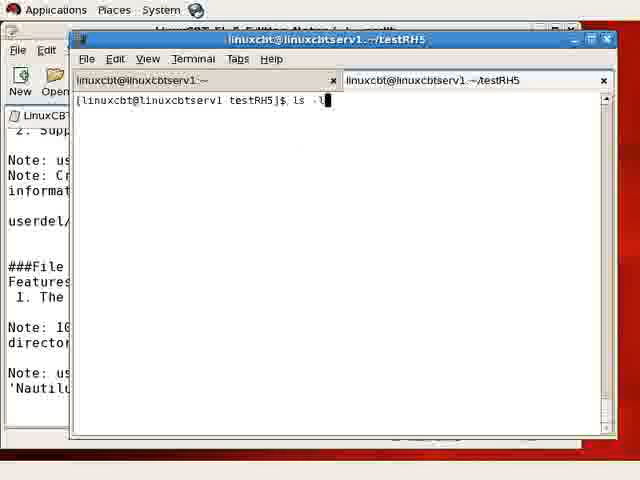 Applications Places System
linuxcbt@linuxcbtserv1:~/testRH5
File Edit
File Edit View Terminal Tabs Help
linuxcbt@linuxcbtserv1:~
linuxcbt@linuxcbtserv1:~/testRH5
[linuxcbt@linuxcbtserv1 testRH5]$ ls -l
New Open
LinuxCB
2. Supp
Note: us
Note: Cr
informat
userdel/
###File
Features
1. The
Note: 10
director
Note: us
'Nautilu